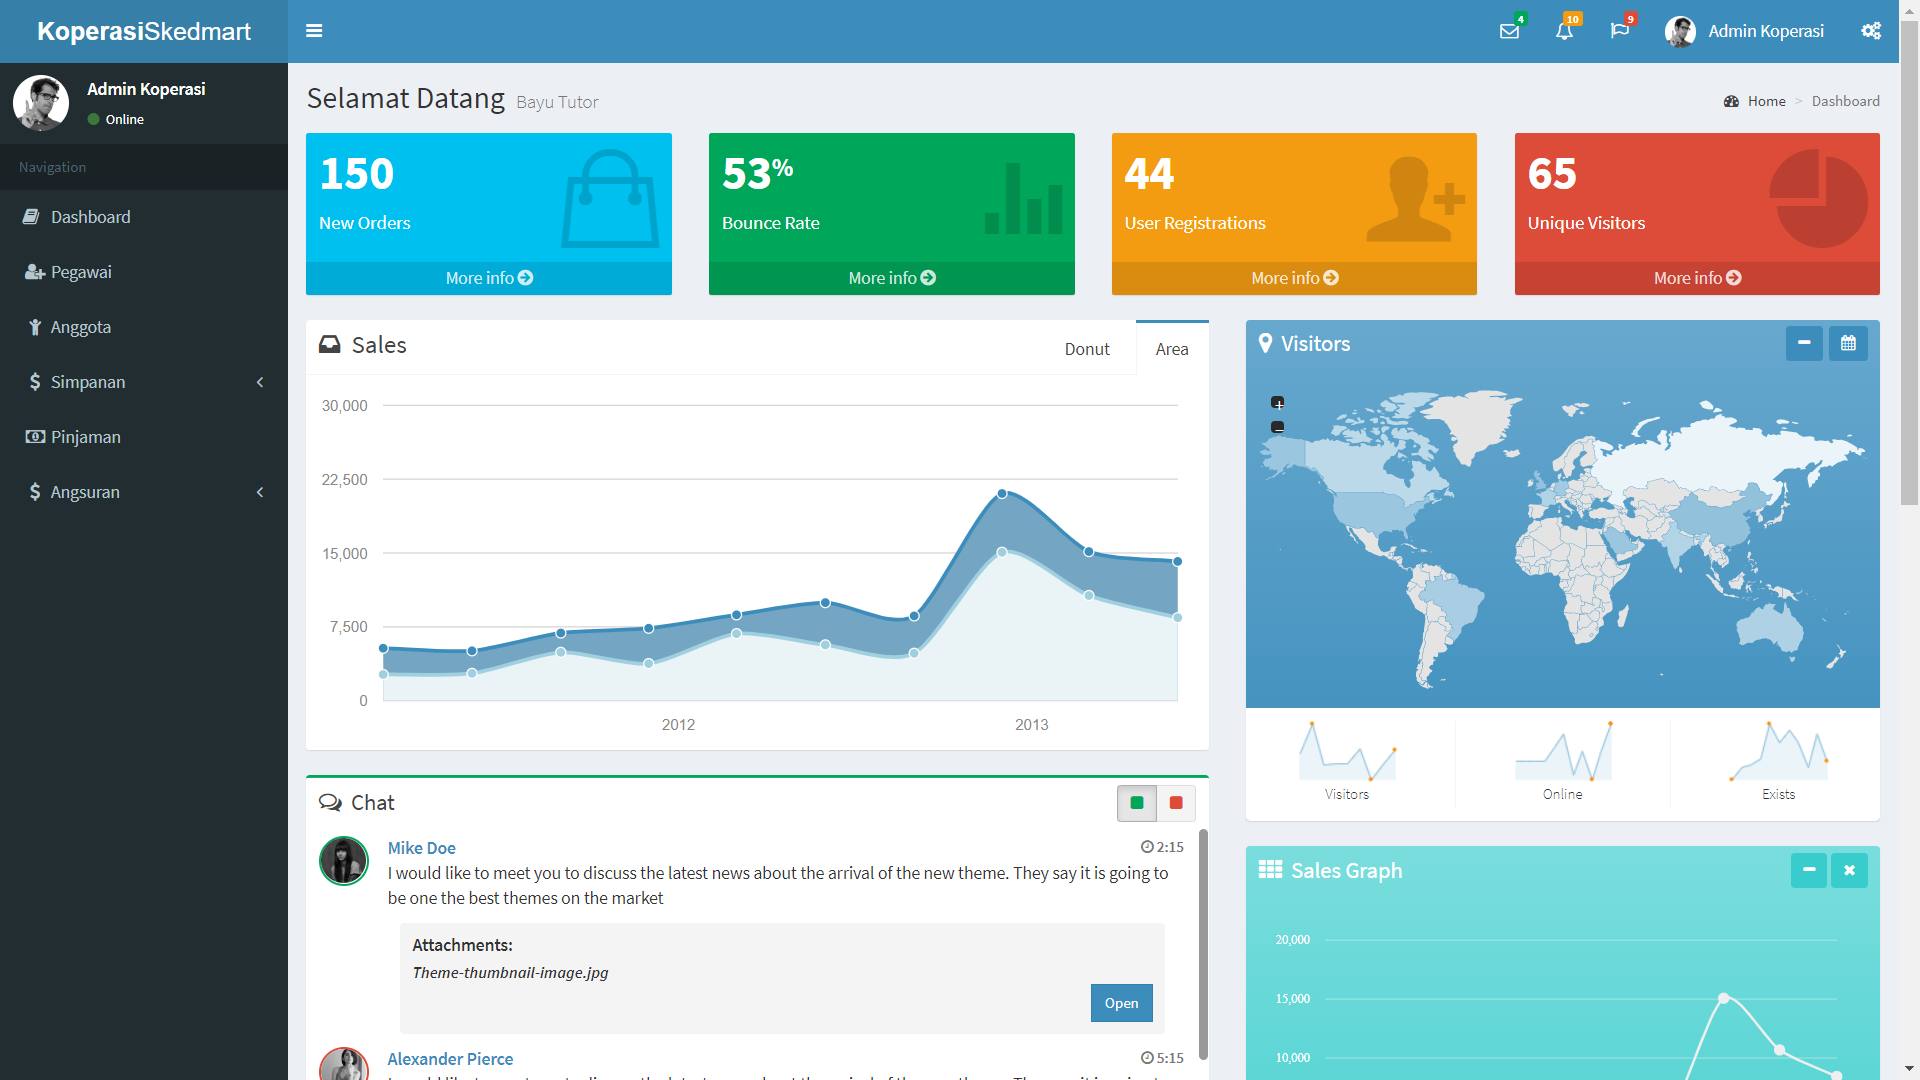 KoperasiSkedmart
4
10
9
Admin Koperasi
Admin Koperasi
Online
Navigation
Dashboard
Pegawai
Anggota
Simpanan
Pinjaman
Angsuran
Selamat Datang Bayu Tutor
Home > Dashboard
150
New Orders
More info
53%
Bounce Rate
More info
44
User Registrations
More info
65
Unique Visitors
More info
Sales
Donut
Area
30,000
22,500
15,000
7,500
0
2012
2013
Visitors
+
−
Visitors
Online
Exists
Chat
Mike Doe
2:15
I would like to meet you to discuss the latest news about the arrival of the new theme. They say it is going to
be one the best themes on the market
Attachments:
Theme-thumbnail-image.jpg
Open
Alexander Pierce
5:15
Sales Graph
20,000
15,000
10,000